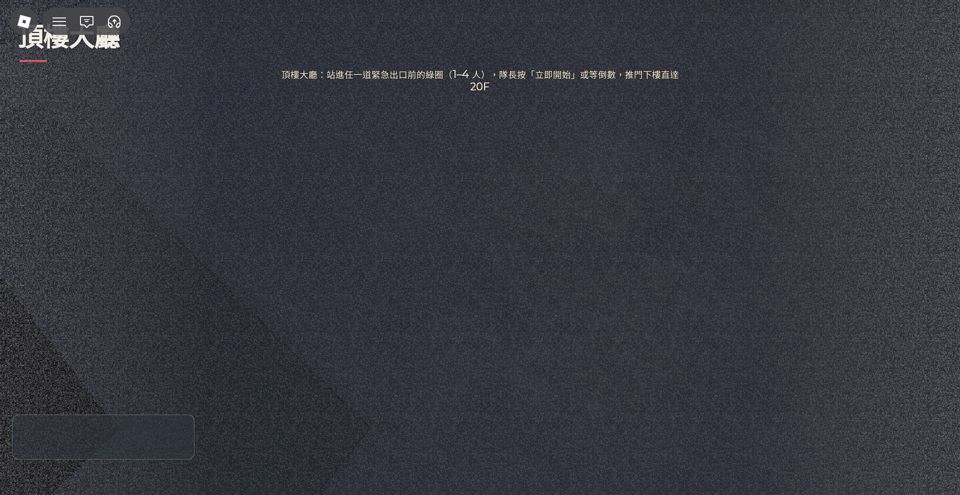 頂樓大廳
頂樓大廳：站進任一道緊急出口前的綠圈（1–4 人），隊長按「立即開始」或等倒數，推門下樓直達
20F